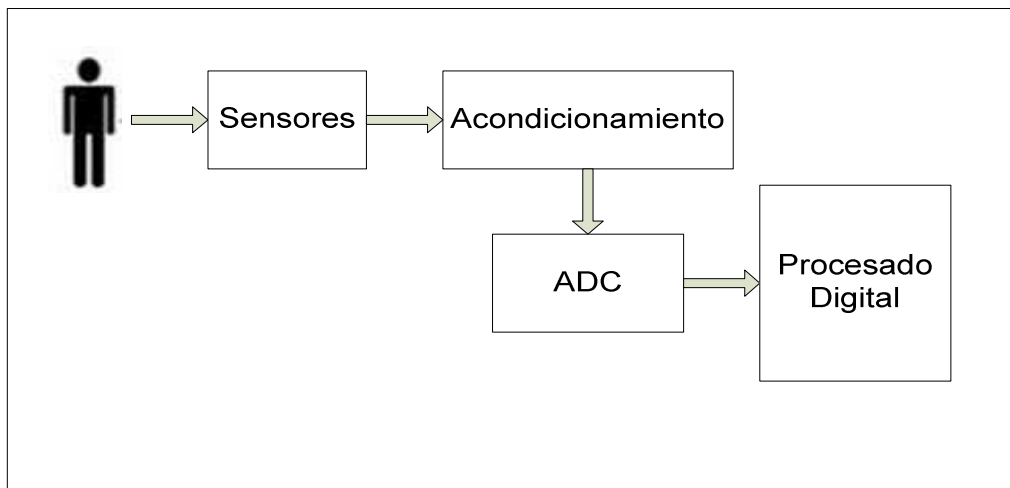 Sensores
Acondicionamiento
ADC
Procesado
Digital